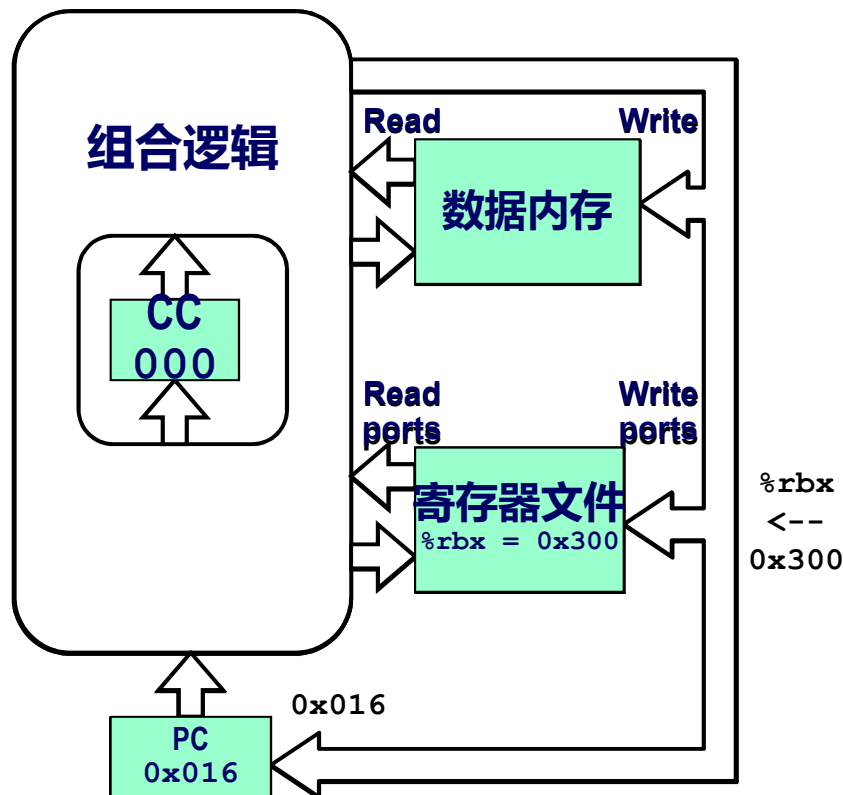 组合逻辑
CC
000
Read
Write
数据内存
Read
ports
Write
ports
寄存器文件
%rbx = 0x300
%rbx
<--
0x300
0x016
PC
0x016